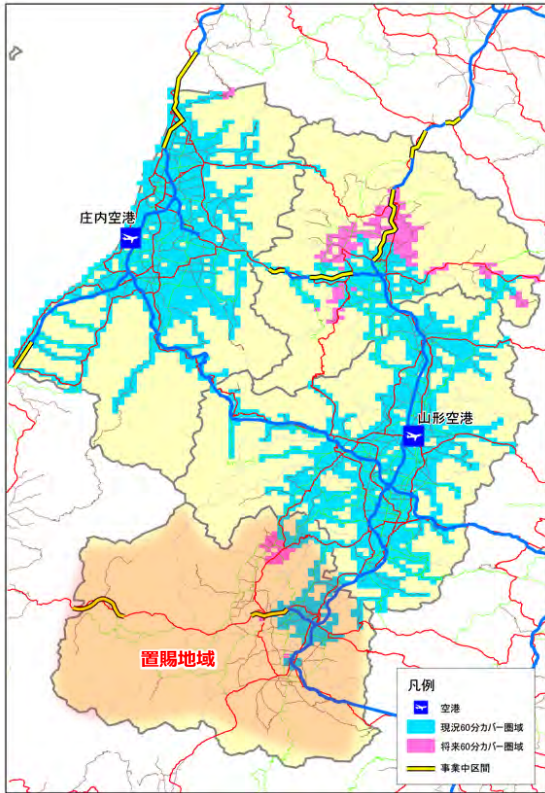 庄内空港
山形空港
置賜地域
凡例
空港
現況60分カバー圏域
将来60分カバー圏域
事業中区間